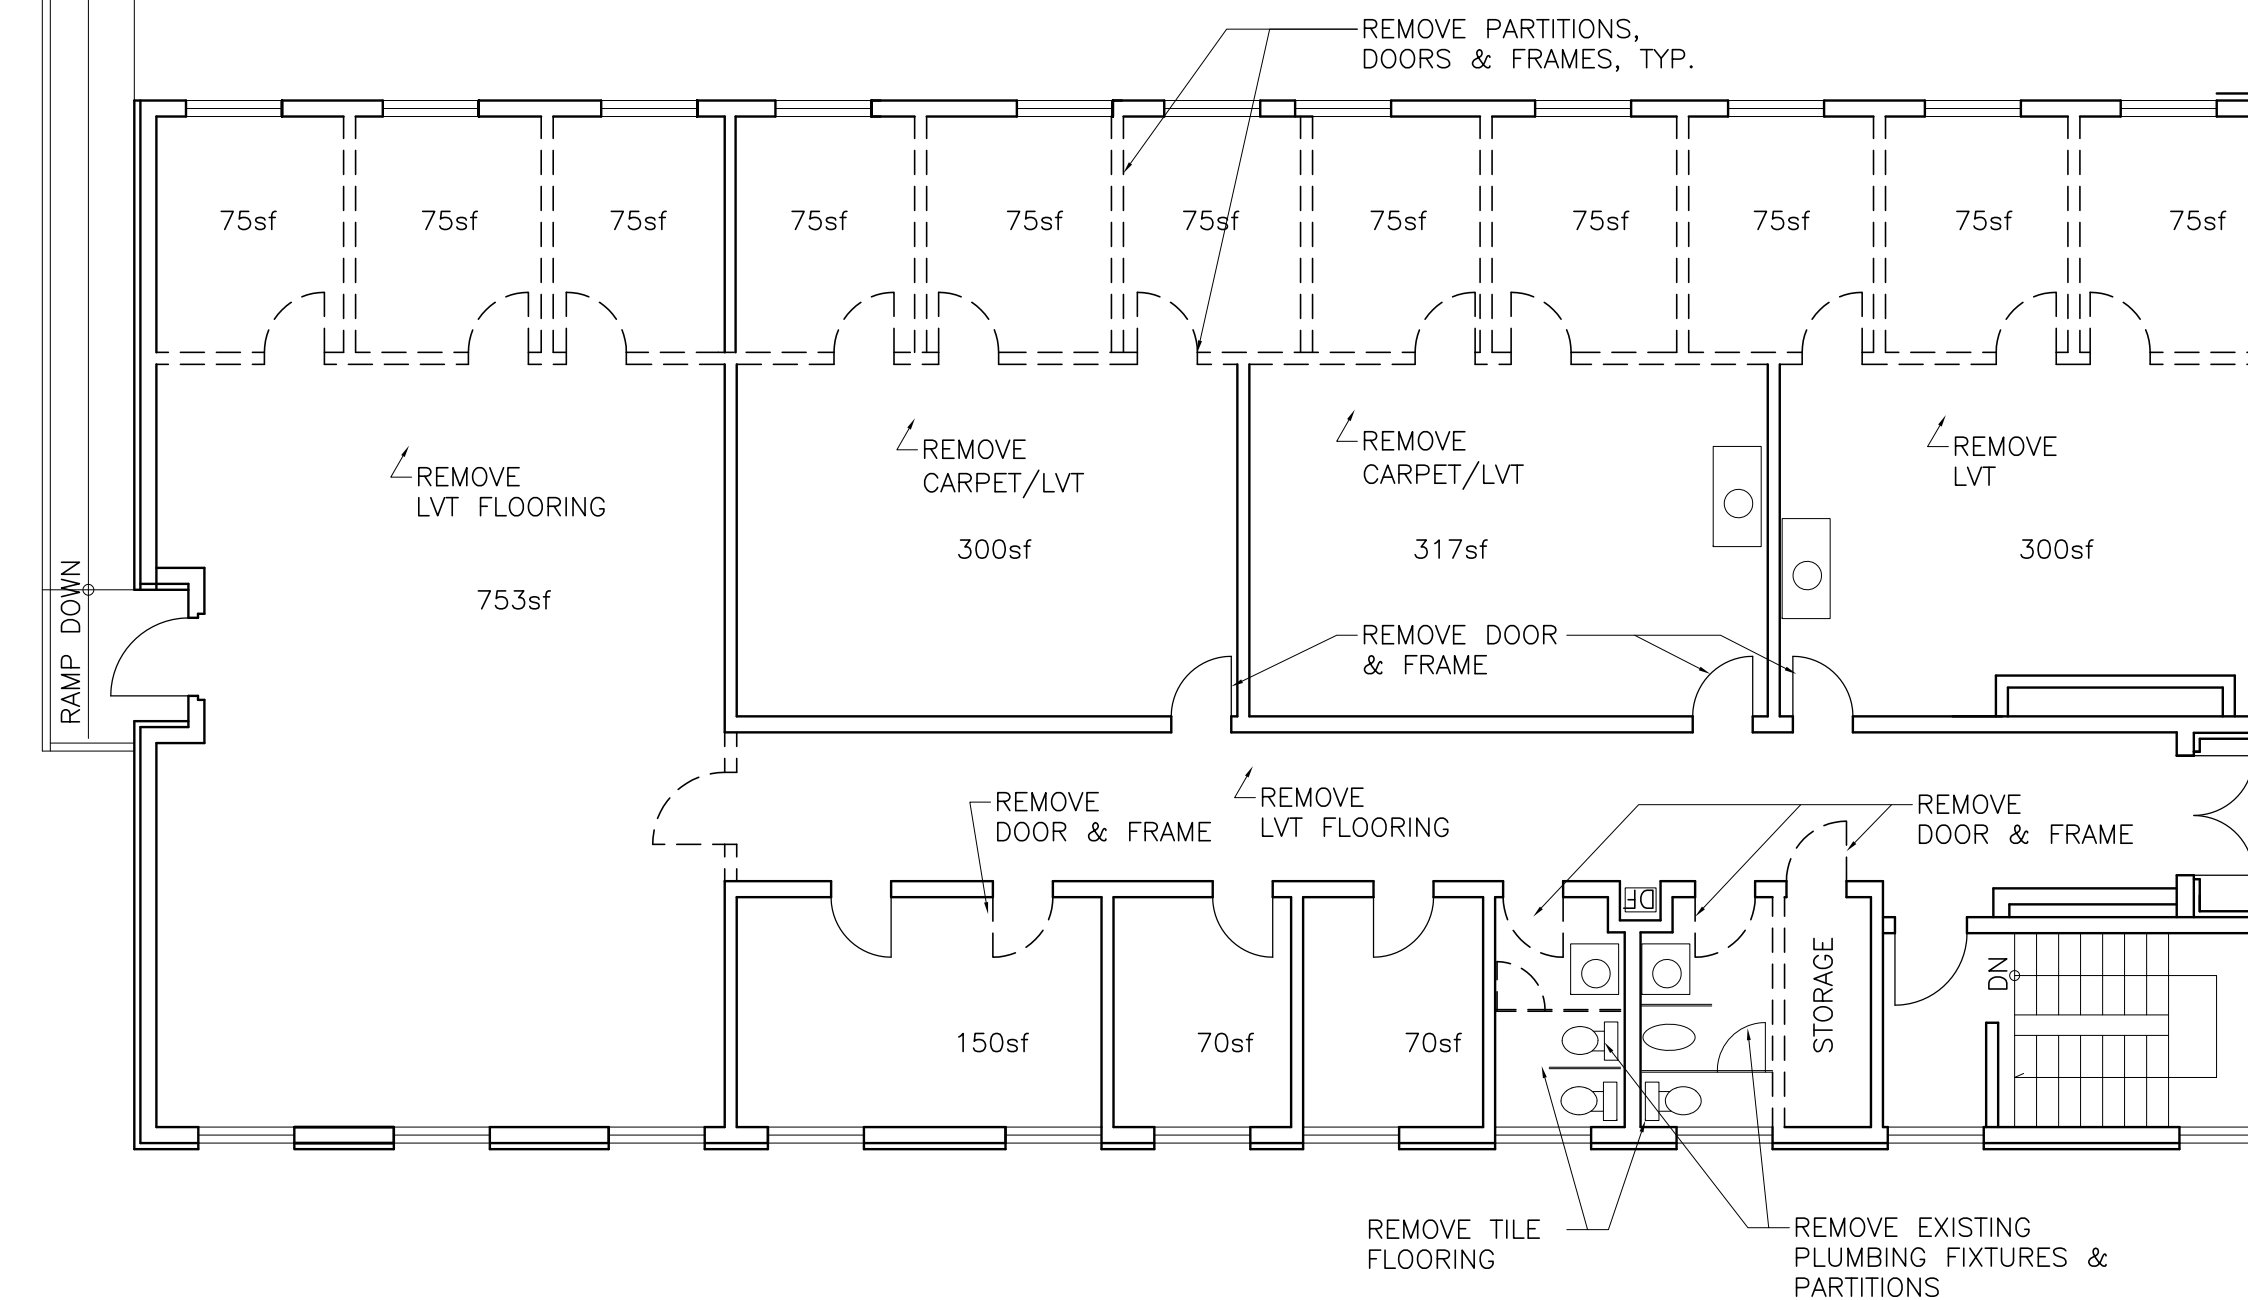 REMOVE PARTITIONS,
DOORS & FRAMES, TYP.
75sf
75sf
75sf
75sf
75sf
75sf
75sf
75sf
75sf
75sf
75sf
REMOVE
LVT FLOORING
REMOVE
CARPET/LVT
REMOVE
CARPET/LVT
REMOVE
LVT
753sf
300sf
317sf
300sf
RAMP DOWN
REMOVE DOOR
& FRAME
REMOVE
DOOR & FRAME
REMOVE
LVT FLOORING
REMOVE
DOOR & FRAME
DF
STORAGE
DN
150sf
70sf
70sf
REMOVE TILE
FLOORING
REMOVE EXISTING
PLUMBING FIXTURES &
PARTITIONS